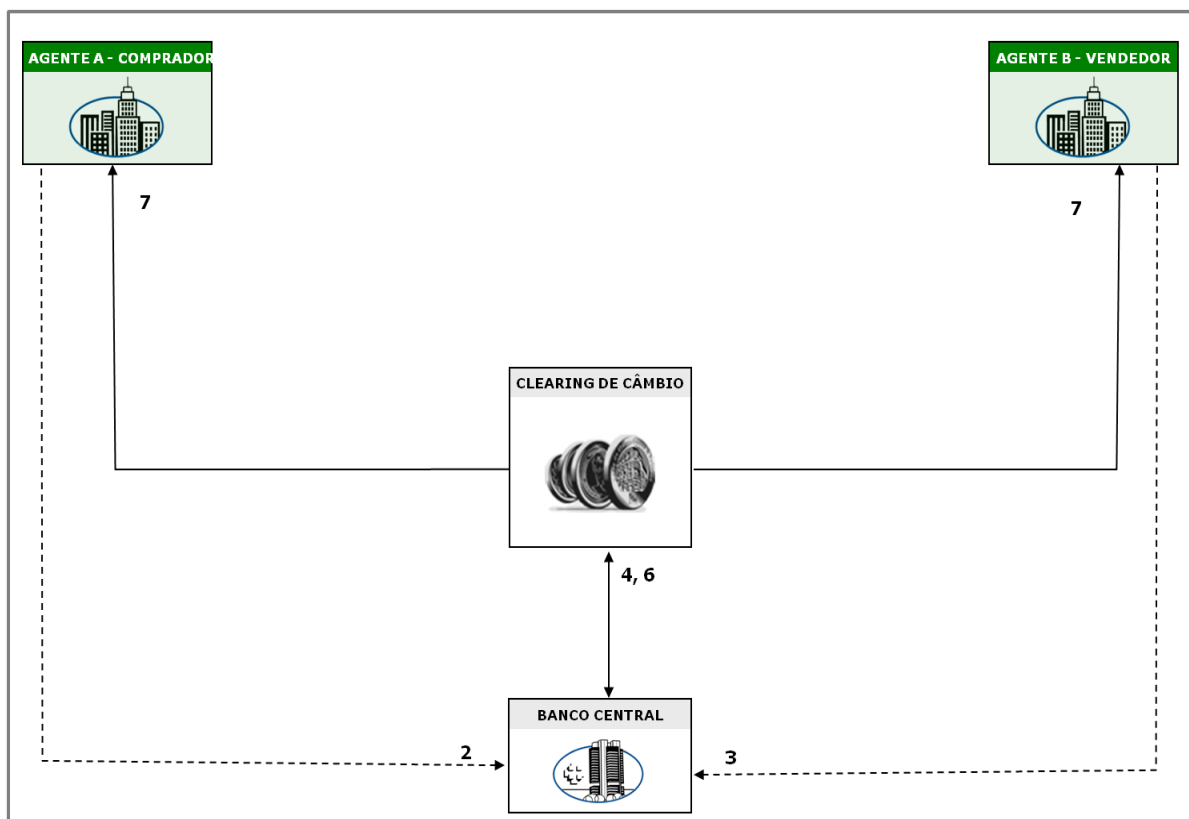 AGENTE A - COMPRADOR
AGENTE B - VENDEDOR
7
7
CLEARING DE CÂMBIO
4, 6
BANCO CENTRAL
2
3